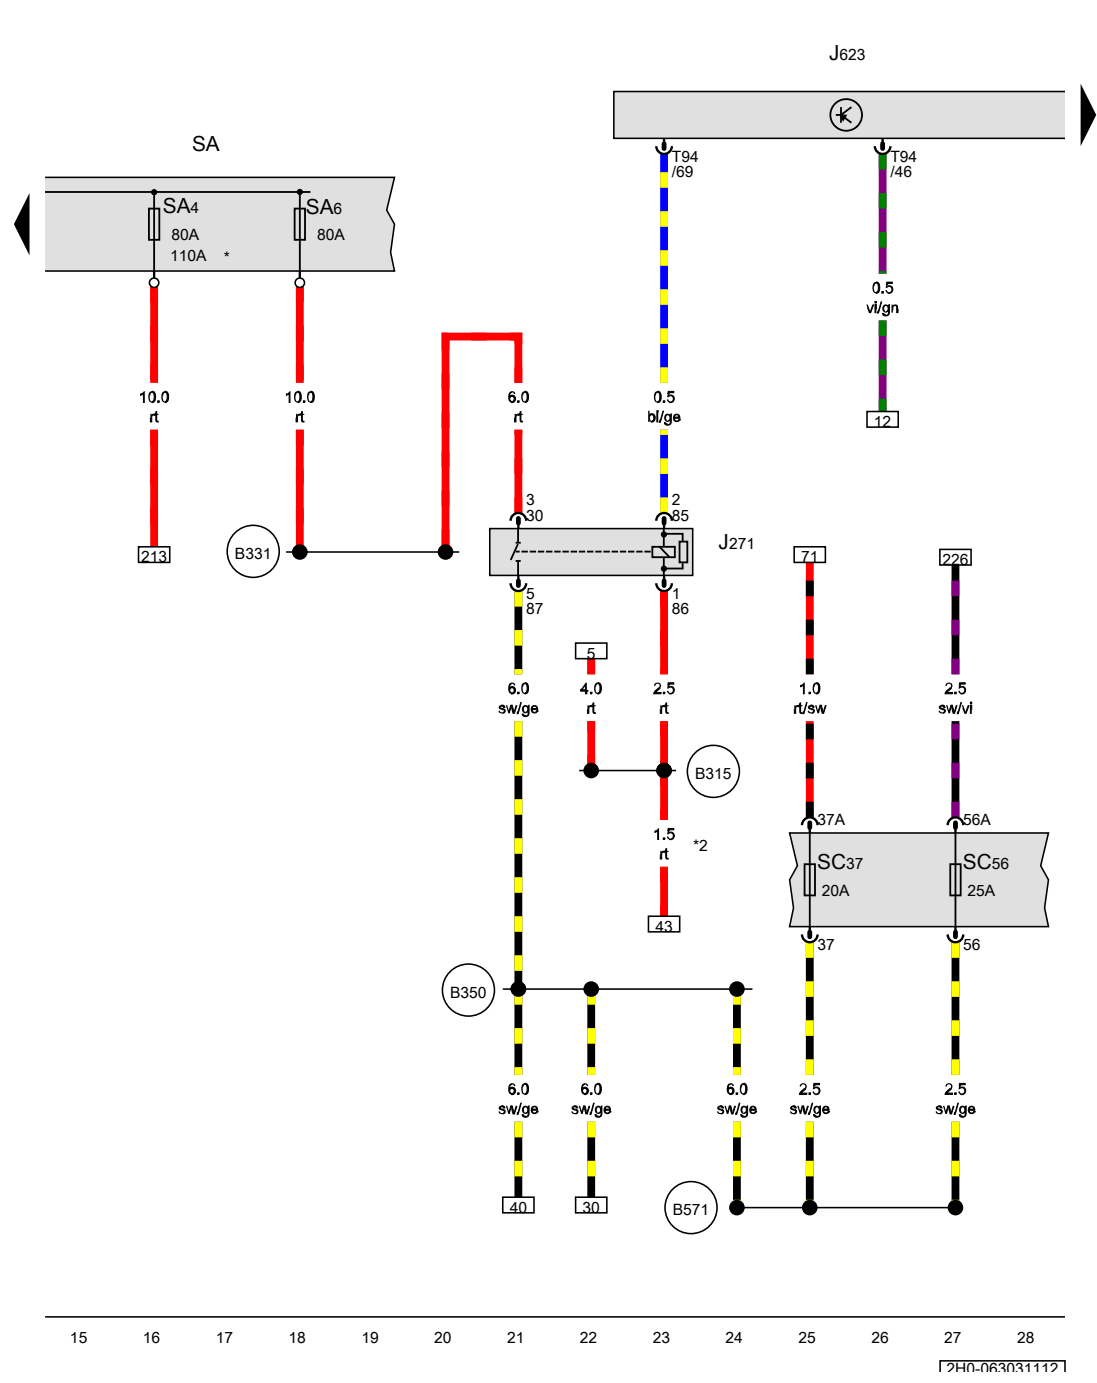 J623
T94
/69
T94
/46
SA
SA4
80A
110A *
SA6
80A
0.5
vi/gn
12
10.0
rt
10.0
rt
6.0
rt
0.5
bl/ge
3
30
2
85
213
B331
J271
71
226
5
87
1
86
5
6.0
sw/ge
4.0
rt
2.5
rt
1.0
rt/sw
2.5
sw/vi
B315
37A
56A
1.5
rt
*2
SC37
20A
SC56
25A
43
37
56
B350
6.0
sw/ge
6.0
sw/ge
6.0
sw/ge
2.5
sw/ge
2.5
sw/ge
40
30
B571
15 16 17 18 19 20 21 22 23 24 25 26 27 28
2H0-063031112